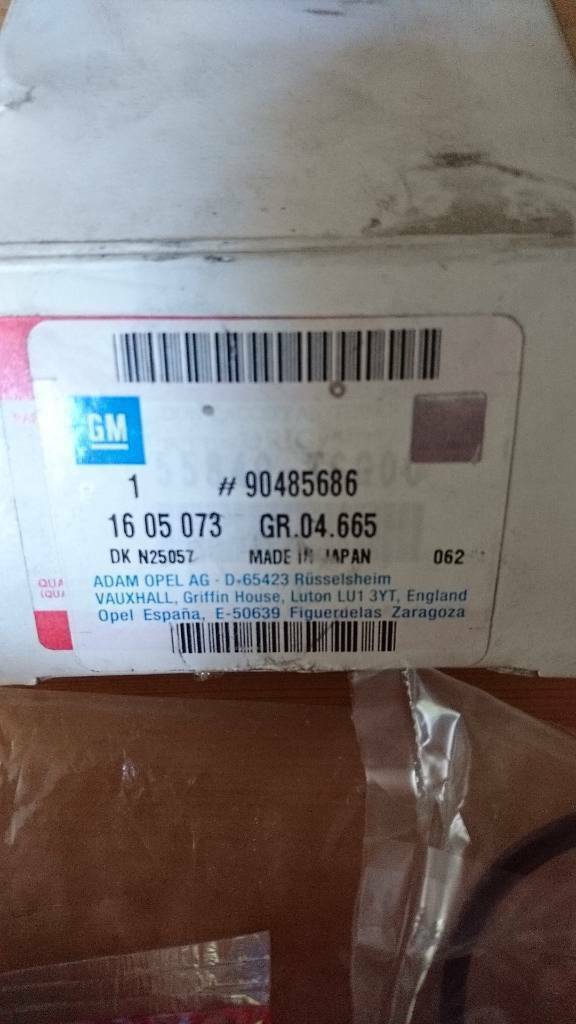 GM
1 # 90485686
16 05 073 GR.04.665
DK N25057 MADE IN JAPAN 062
ADAM OPEL AG · D-65423 Rüsselsheim
VAUXHALL, Griffin House, Luton LU1 3YT, England
Opel España, E-50639 Figueruelas Zaragoza